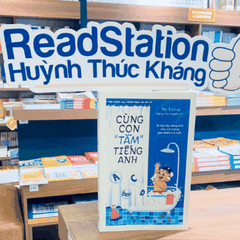 ReadStation
Huỳnh Thúc Kháng
CÙNG
CON
"TẮM"
TIẾNG
ANH